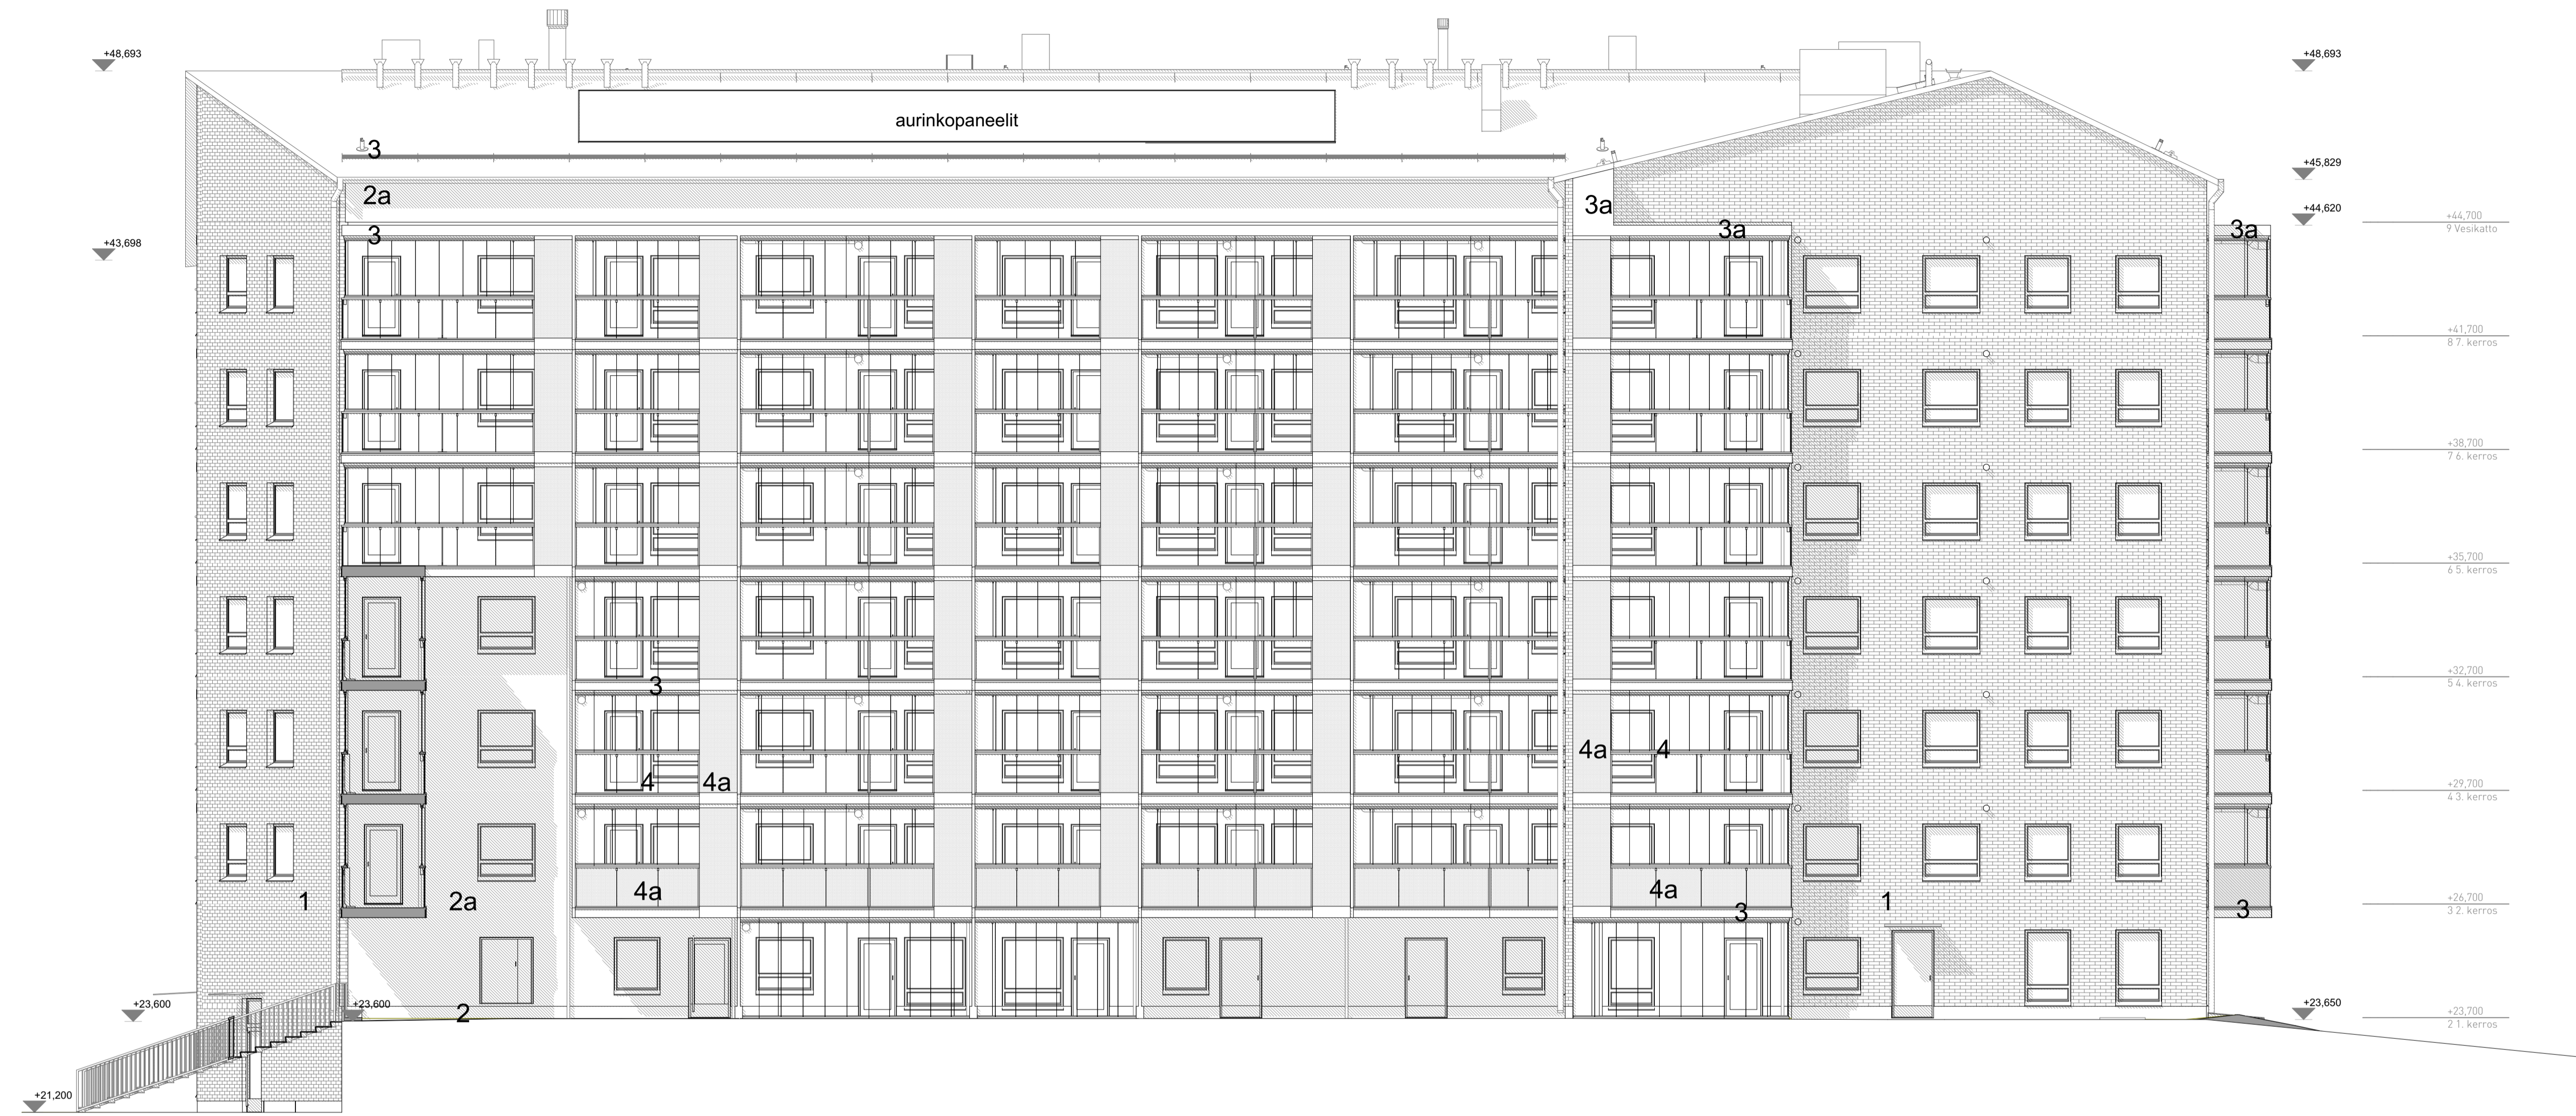 +48,693
+48,693
aurinkopaneelit
3
+45,829
2a
3a
+44,620
+44,700
9 Vesikatto
3
3a
3a
+43,698
+41,700
8 7. kerros
+38,700
7 6. kerros
+35,700
6 5. kerros
+32,700
5 4. kerros
3
4a
4
4
4a
+29,700
4 3. kerros
4a
4a
1
2a
1
+26,700
3 2. kerros
3
3
+23,600
+23,600
2
+23,650
+23,700
2 1. kerros
+21,200